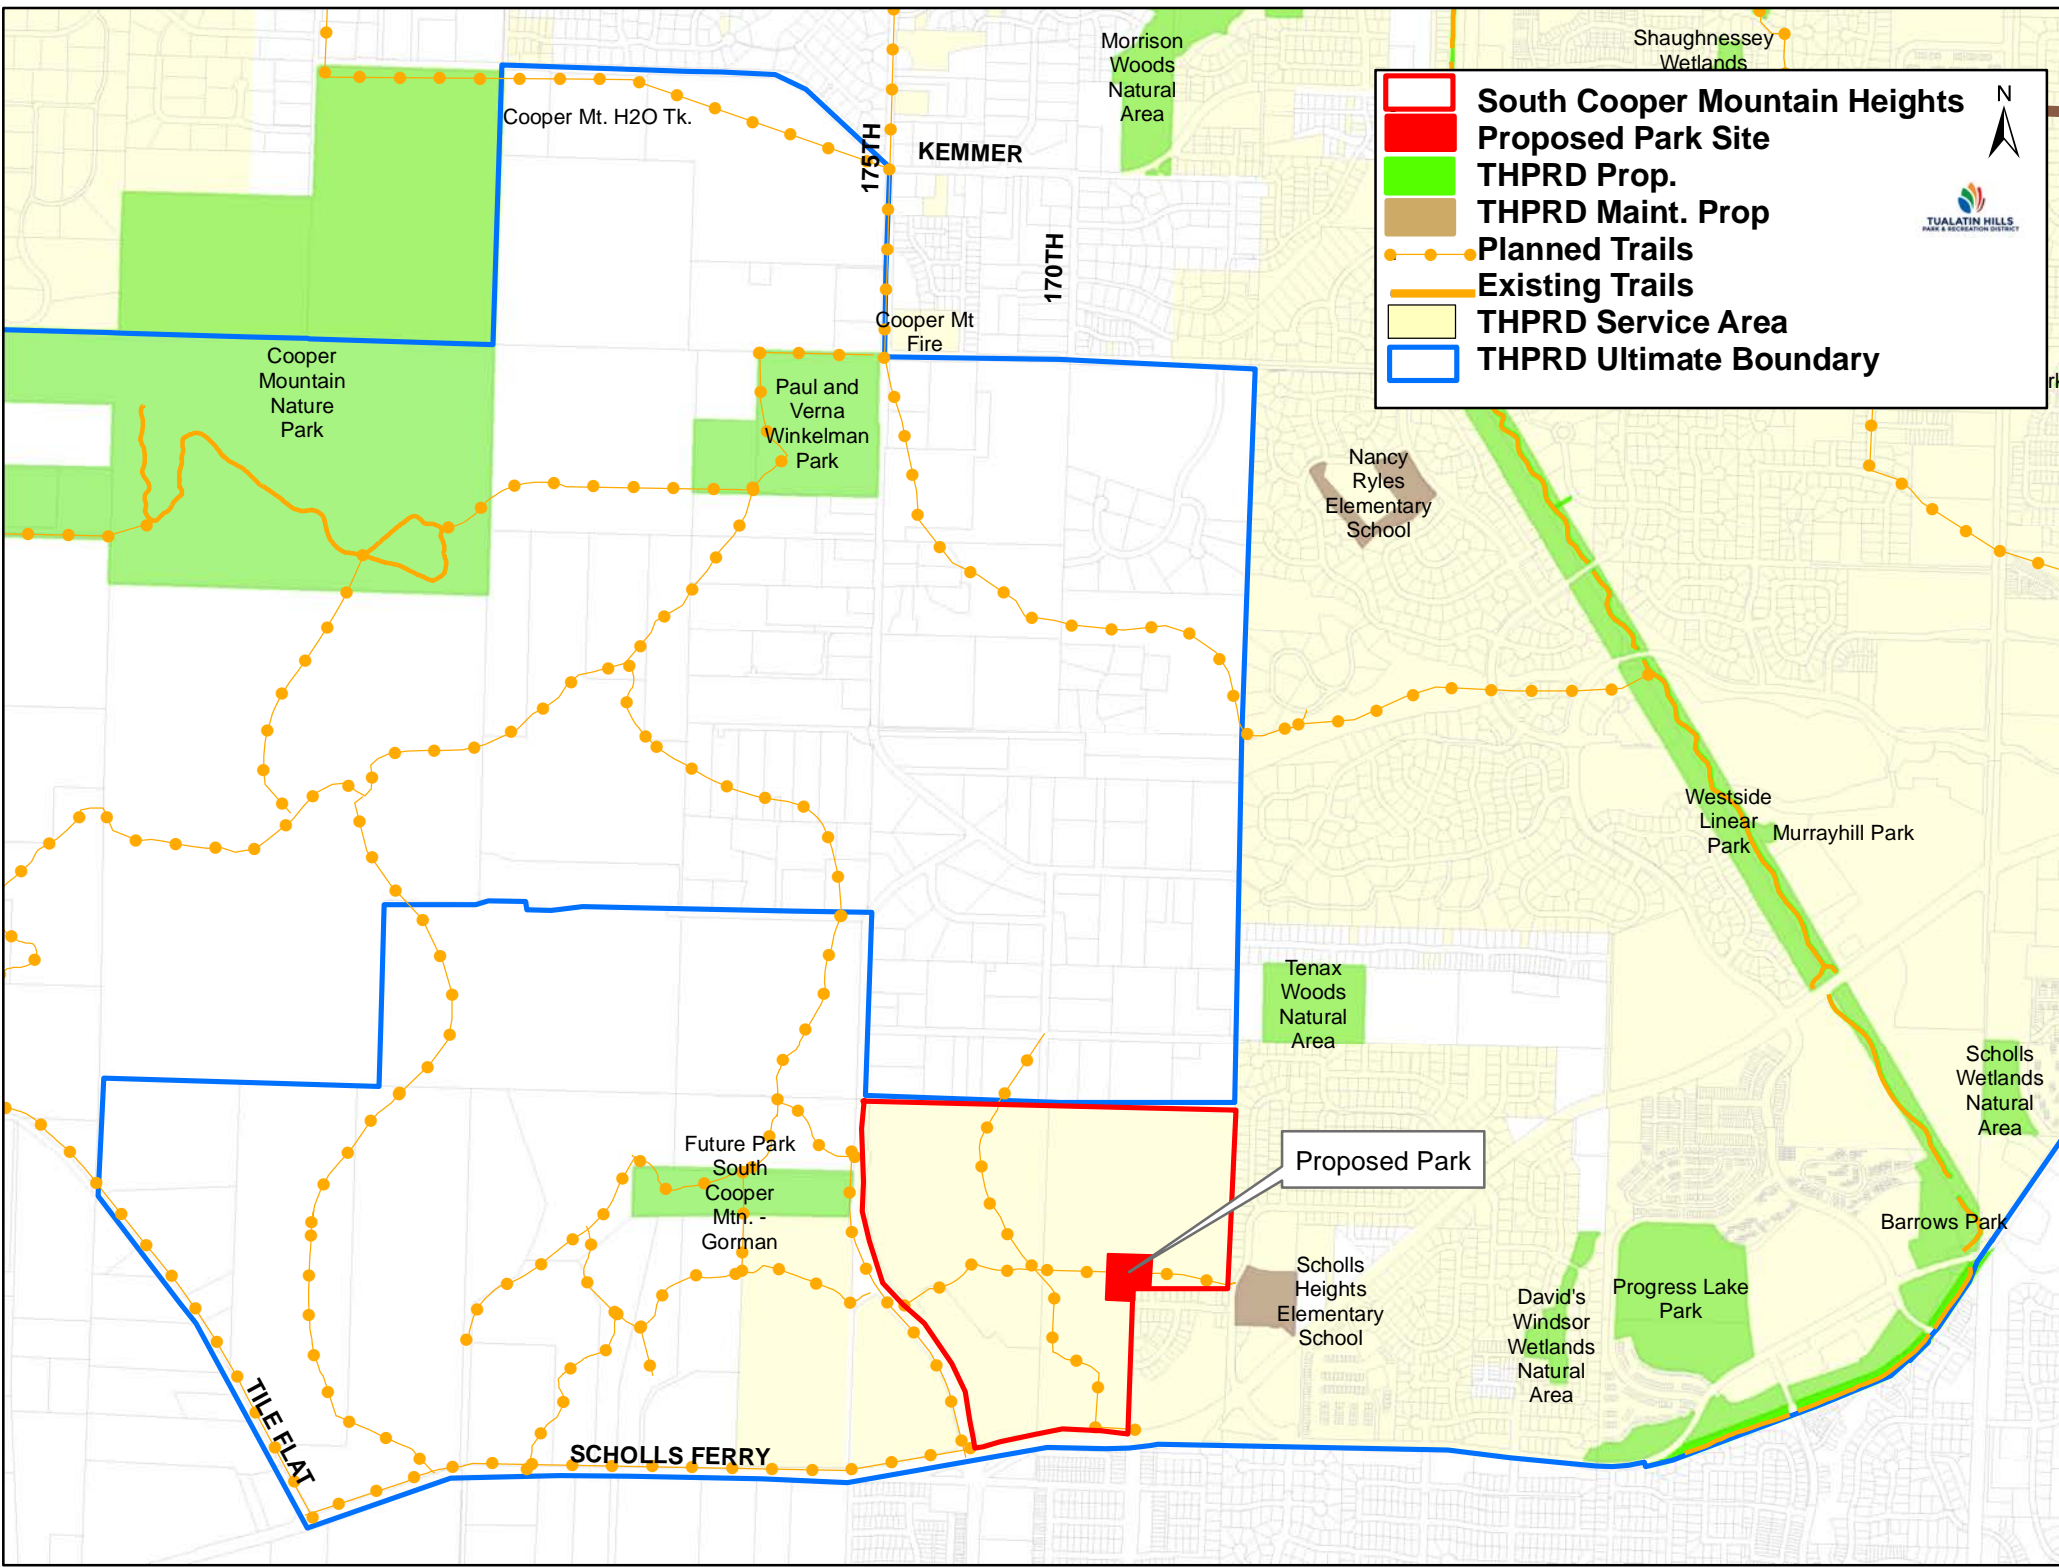 Morrison
Woods
Natural
Area
Shaughnessey
Wetlands
Cooper Mt. H2O Tk.
175TH
KEMMER
170TH
South Cooper Mountain Heights
Proposed Park Site
THPRD Prop.
THPRD Maint. Prop
Planned Trails
Existing Trails
THPRD Service Area
THPRD Ultimate Boundary
N
TUALATIN HILLS
PARK & RECREATION DISTRICT
Cooper Mt
Fire
Cooper
Mountain
Nature
Park
Paul and
Verna
Winkelman
Park
Nancy
Ryles
Elementary
School
Westside
Linear
Park
Murrayhill Park
Tenax
Woods
Natural
Area
Scholls
Wetlands
Natural
Area
Future Park
South
Cooper
Mtn. -
Gorman
Proposed Park
Barrows Park
Scholls
Heights
Elementary
School
David's
Windsor
Wetlands
Natural
Area
Progress Lake
Park
TILE FLAT
SCHOLLS FERRY